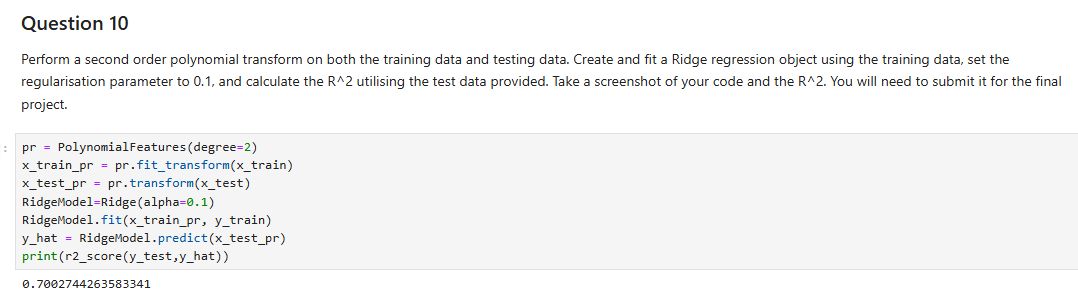 Question 10
Perform a second order polynomial transform on both the training data and testing data. Create and fit a Ridge regression object using the training data, set the
regularisation parameter to 0.1, and calculate the R^2 utilising the test data provided. Take a screenshot of your code and the R^2. You will need to submit it for the final
project.
:
pr = PolynomialFeatures(degree=2)
x_train_pr = pr.fit_transform(x_train)
x_test_pr = pr.transform(x_test)
RidgeModel=Ridge(alpha=0.1)
RidgeModel.fit(x_train_pr, y_train)
y_hat = RidgeModel.predict(x_test_pr)
print(r2_score(y_test,y_hat))
0.7002744263583341